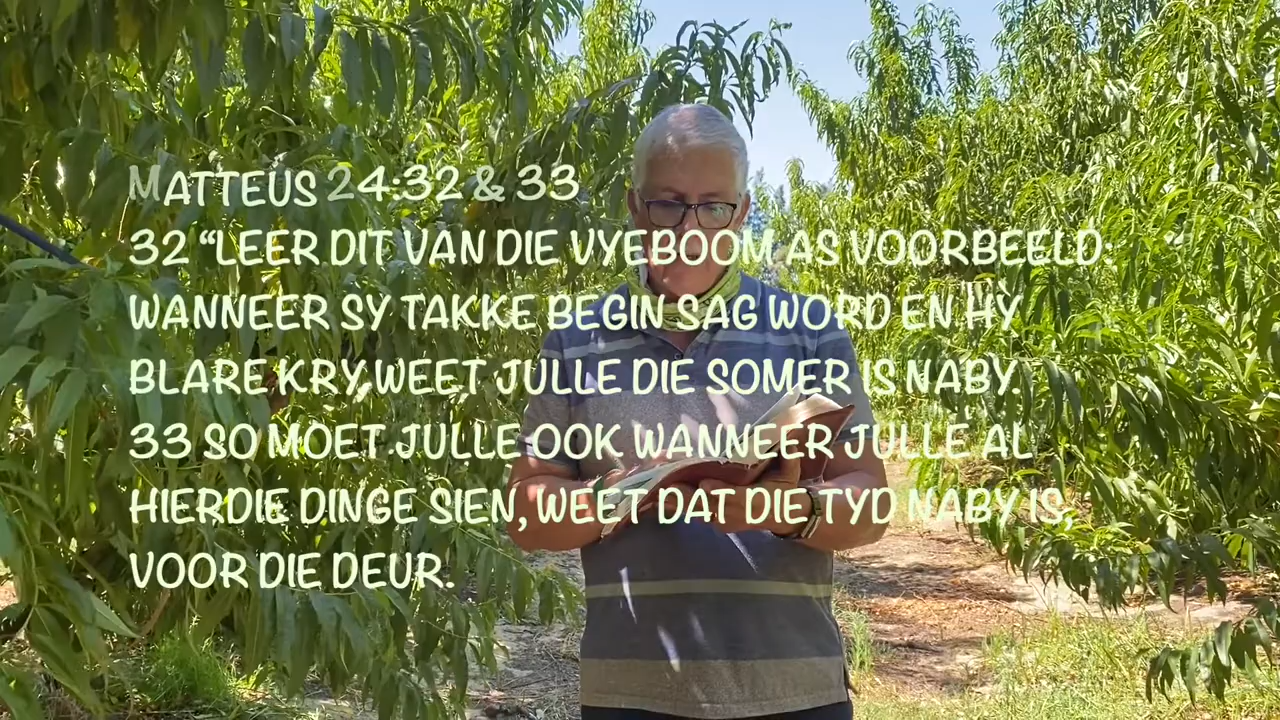 MATTEUS 24:32 & 33
32 “LEER DIT VAN DIE VYEBOOM AS VOORBEELD:
WANNEER SY TAKKE BEGIN SAG WORD EN HY
BLARE KRY,WEET JULLE DIE SOMER IS NABY.
33 SO MOET JULLE OOK WANNEER JULLE AL
HIERDIE DINGE SIEN, WEET DAT DIE TYD NABY IS,
VOOR DIE DEUR.